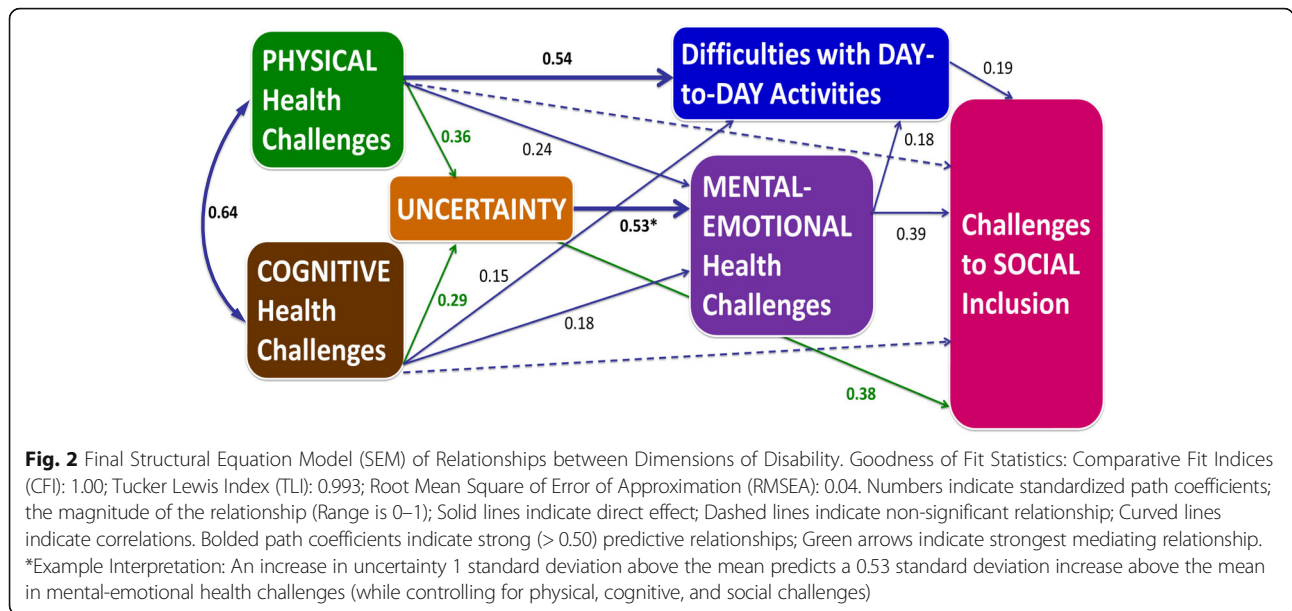 PHYSICAL
Health
Challenges
0.54
Difficulties with DAY-
to-DAY Activities
0.19
0.36
0.24
0.18
UNCERTAINTY
0.53*
MENTAL-
EMOTIONAL
Health
Challenges
0.39
Challenges
to SOCIAL
Inclusion
0.64
COGNITIVE
Health
Challenges
0.29
0.15
0.18
0.38
Fig. 2 Final Structural Equation Model (SEM) of Relationships between Dimensions of Disability. Goodness of Fit Statistics: Comparative Fit Indices
(CFI): 1.00; Tucker Lewis Index (TLI): 0.993; Root Mean Square of Error of Approximation (RMSEA): 0.04. Numbers indicate standardized path coefficients;
the magnitude of the relationship (Range is 0–1); Solid lines indicate direct effect; Dashed lines indicate non-significant relationship; Curved lines
indicate correlations. Bolded path coefficients indicate strong (> 0.50) predictive relationships; Green arrows indicate strongest mediating relationship.
*Example Interpretation: An increase in uncertainty 1 standard deviation above the mean predicts a 0.53 standard deviation increase above the mean
in mental-emotional health challenges (while controlling for physical, cognitive, and social challenges)